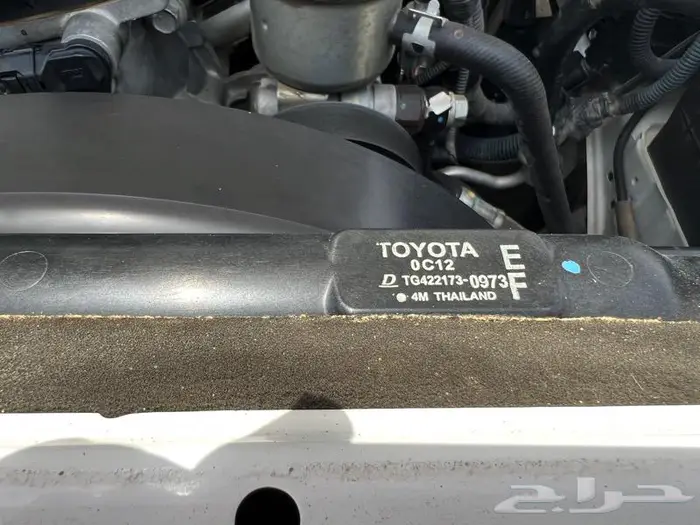 TOYOTA
0C12
D TG422173-0973
4M THAILAND
E
F
حراج